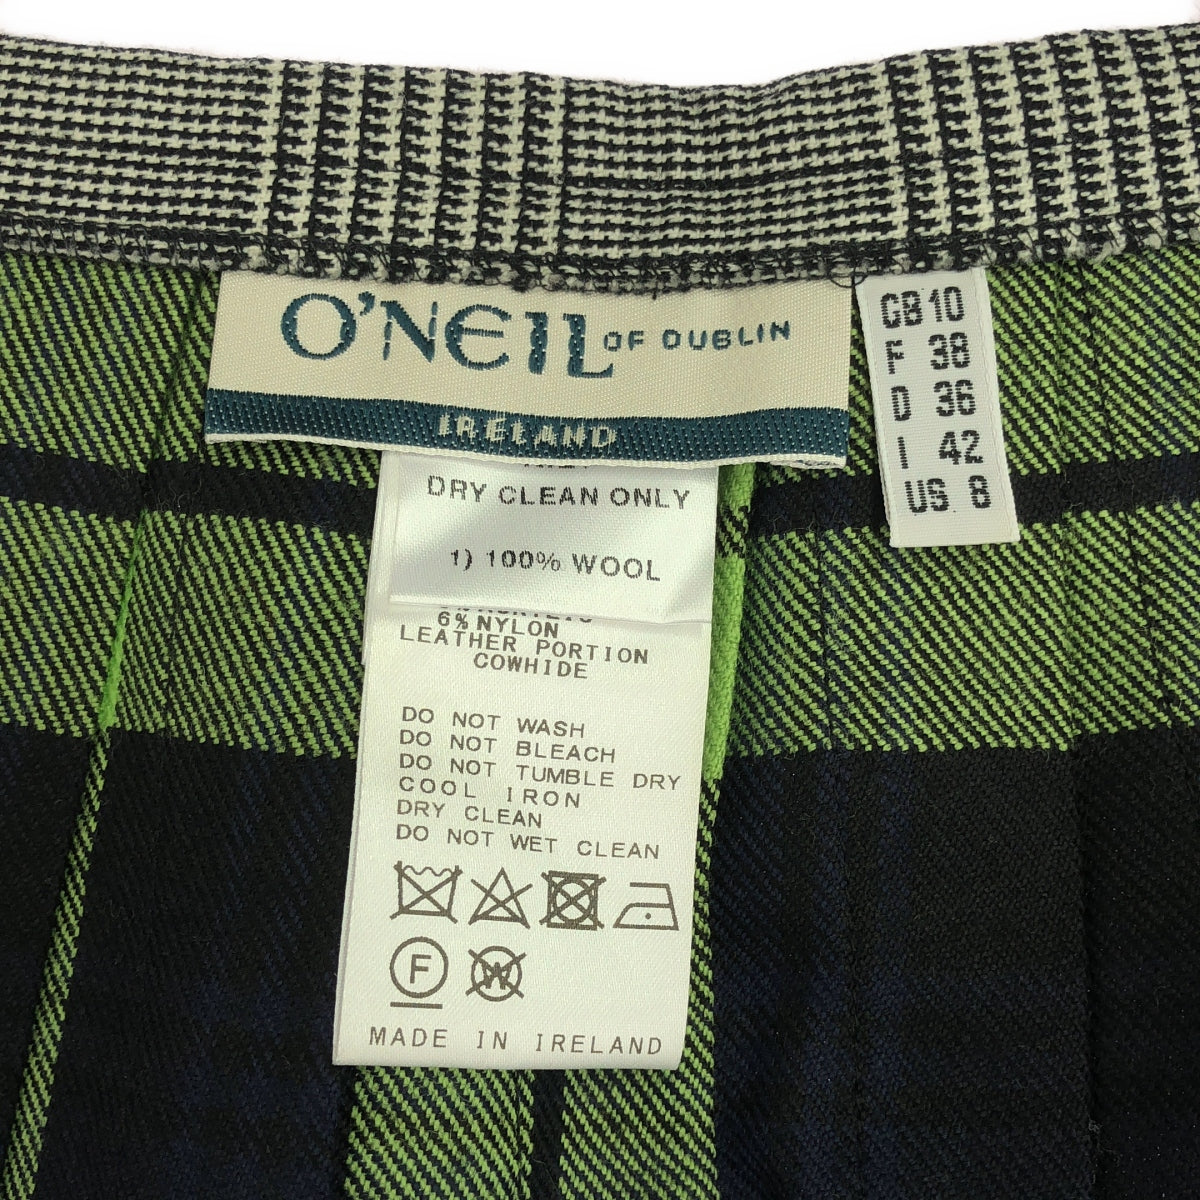 O'NEIL OF DUBLIN
IRELAND
GB 10
F 38
D 36
I 42
US 8
DRY CLEAN ONLY
1) 100% WOOL
6% NYLON
LEATHER PORTION
COWHIDE
DO NOT WASH
DO NOT BLEACH
DO NOT TUMBLE DRY
COOL IRON
DRY CLEAN
DO NOT WET CLEAN
F W
MADE IN IRELAND